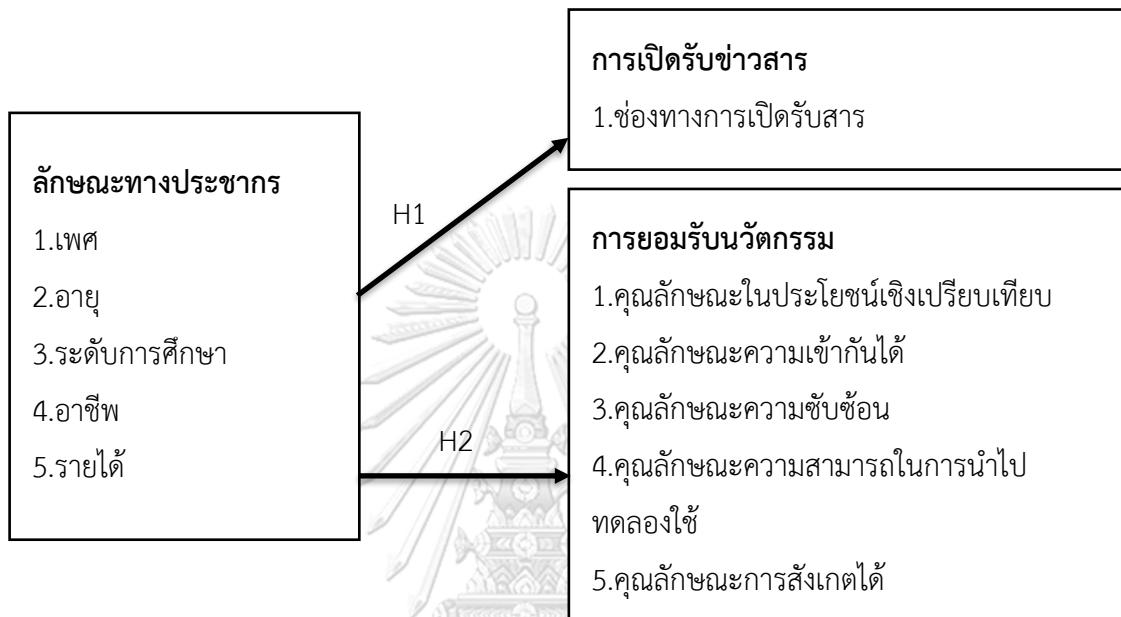 ลักษณะทางประชากร
1.เพศ
2.อายุ
3.ระดับการศึกษา
4.อาชีพ
5.รายได้
H1
H2
การเปิดรับข่าวสาร
1.ช่องทางการเปิดรับสาร
การยอมรับนวัตกรรม
1.คุณลักษณะในประโยชน์เชิงเปรียบเทียบ
2.คุณลักษณะความเข้ากันได้
3.คุณลักษณะความซับซ้อน
4.คุณลักษณะความสามารถในการนำไป
ทดลองใช้
5.คุณลักษณะการสังเกตได้